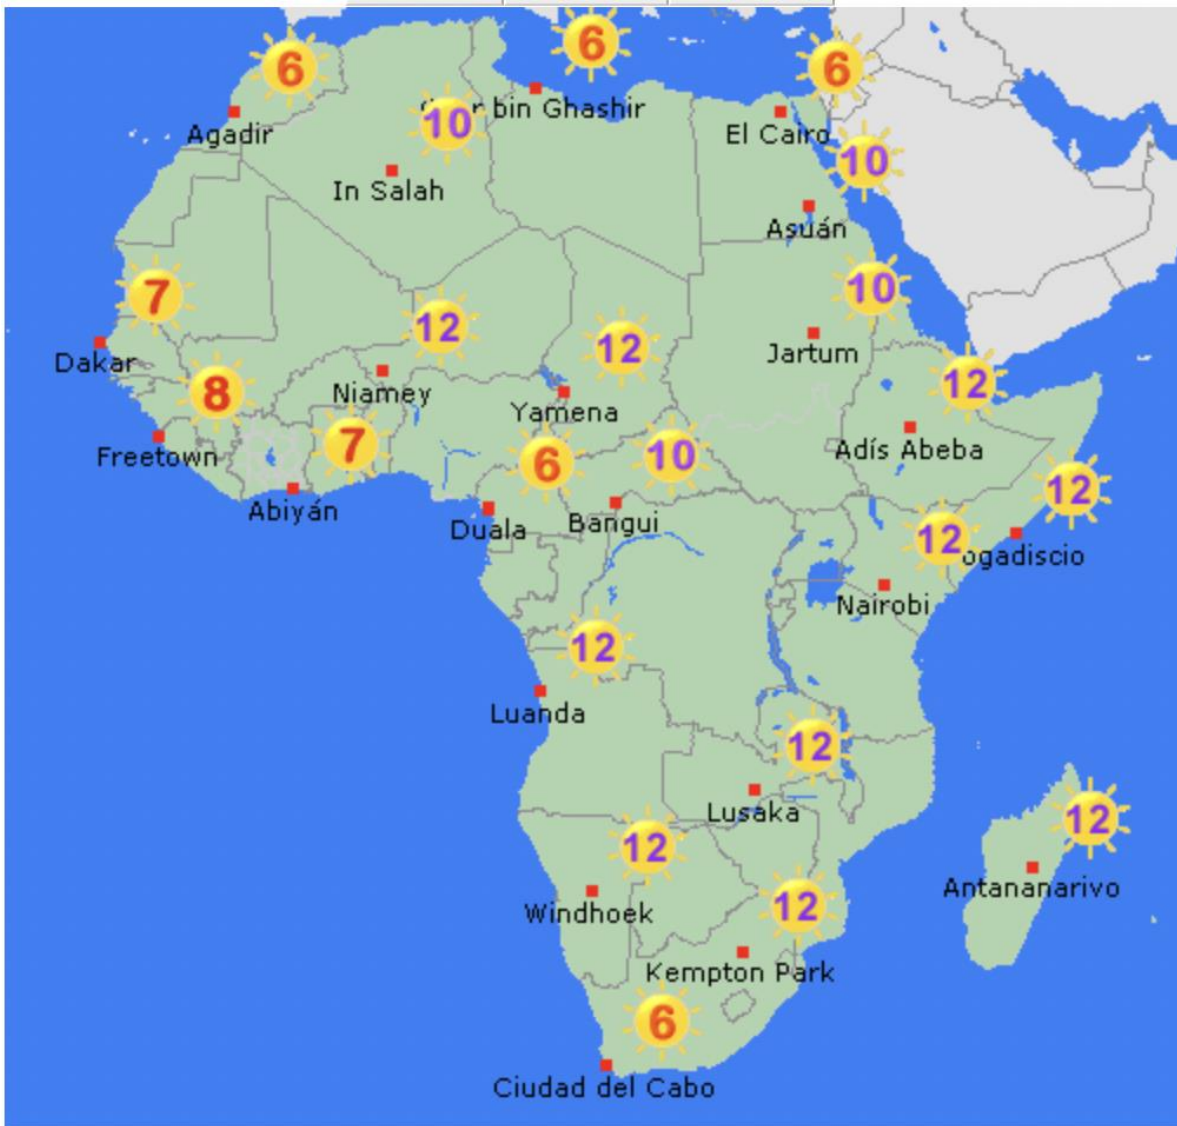 6
6
6
10
bin Ghashir
Agadir
El Cairo
10
In Salah
Asuán
7
10
12
12
Jartum
Dakar
8
Niamey
12
Yamena
7
Adís Abeba
Freetown
6
10
12
Abiyán
Duala
Bangui
12
ogadiscio
Nairobi
12
Luanda
12
Lusaka
12
12
Antananarivo
Windhoek
12
Kempton Park
6
Ciudad del Cabo